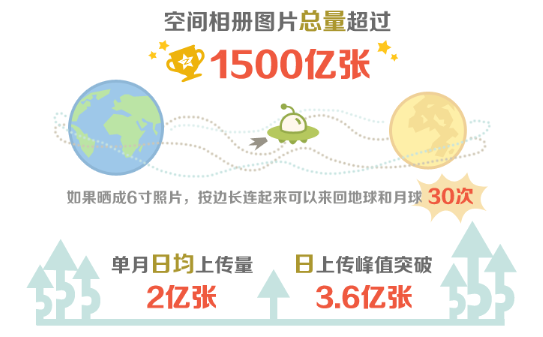 空间相册图片总量超过
1500亿张
如果晒成6寸照片，按边长连起来可以来回地球和月球 30次
单月日均上传量
2亿张
日上传峰值突破
3.6亿张